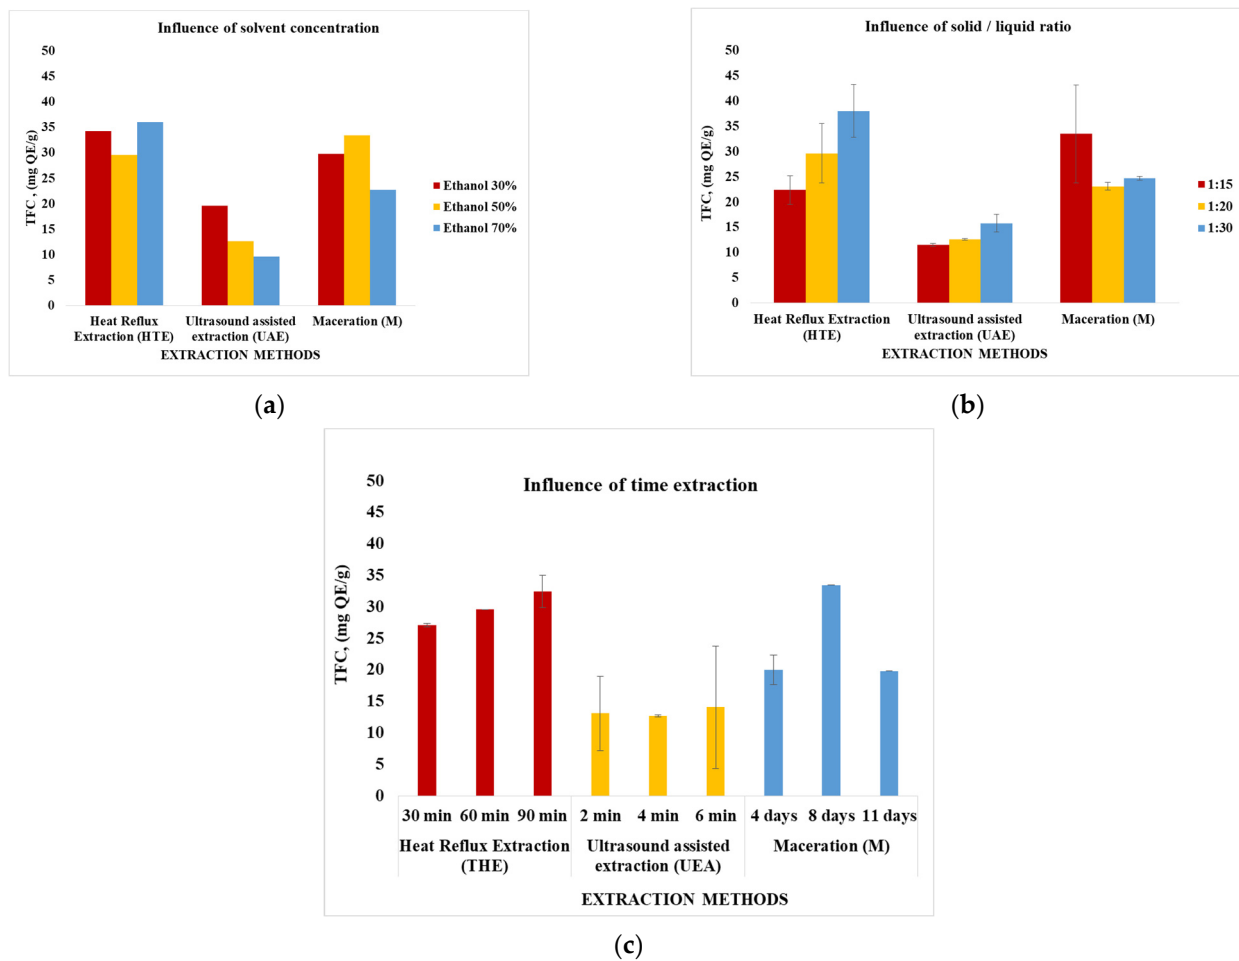 Influence of solvent concentration
50
45
40
35
30
25
20
15
10
5
0
TFC , (mg QE/g)
Ethanol 30%
Ethanol 50%
Ethanol 70%
Heat Reflux
Extraction (HTE)
Ultrasound assisted
extraction (UAE)
Maceration (M)
EXTRACTION METHODS
(a)
Influence of solid / liquid ratio
50
45
40
35
30
25
20
15
10
5
0
TFC, (mg QE/g)
1:15
1:20
1:30
Heat Reflux Extraction
(HTE)
Ultrasound assisted
extraction (UAE)
Maceration (M)
EXTRACTION METHODS
(b)
Influence of time extraction
50
45
40
35
30
25
20
15
10
5
0
TFC, (mg QE/g)
30 min 60 min 90 min 2 min 4 min 6 min 4 days 8 days 11 days
Heat Reflux Extraction
(THE)
Ultrasound assisted
extraction (UEA)
Maceration (M)
EXTRACTION METHODS
(c)